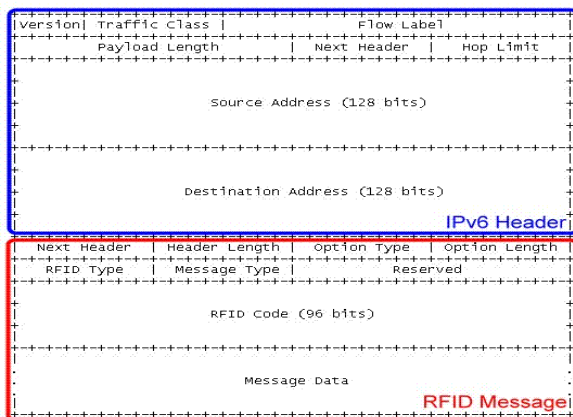 Version| Traffic Class | Flow Label
Payload Length | Next Header | Hop Limit
Source Address (128 bits)
Destination Address (128 bits)
IPv6 Header
Next Header | Header Length | Option Type | Option Length
RFID Type | Message Type | Reserved
RFID Code (96 bits)
Message Data
RFID Message